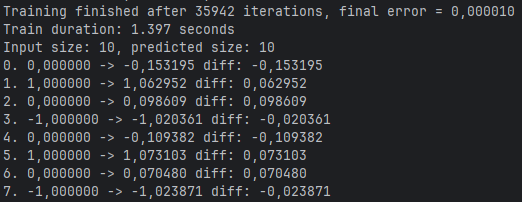 Training finished after 35942 iterations, final error = 0,000010
Train duration: 1.397 seconds
Input size: 10, predicted size: 10
0. 0,000000 -> -0,153195 diff: -0,153195
1. 1,000000 -> 1,062952 diff: 0,062952
2. 0,000000 -> 0,098609 diff: 0,098609
3. -1,000000 -> -1,020361 diff: -0,020361
4. 0,000000 -> -0,109382 diff: -0,109382
5. 1,000000 -> 1,073103 diff: 0,073103
6. 0,000000 -> 0,070480 diff: 0,070480
7. -1,000000 -> -1,023871 diff: -0,023871